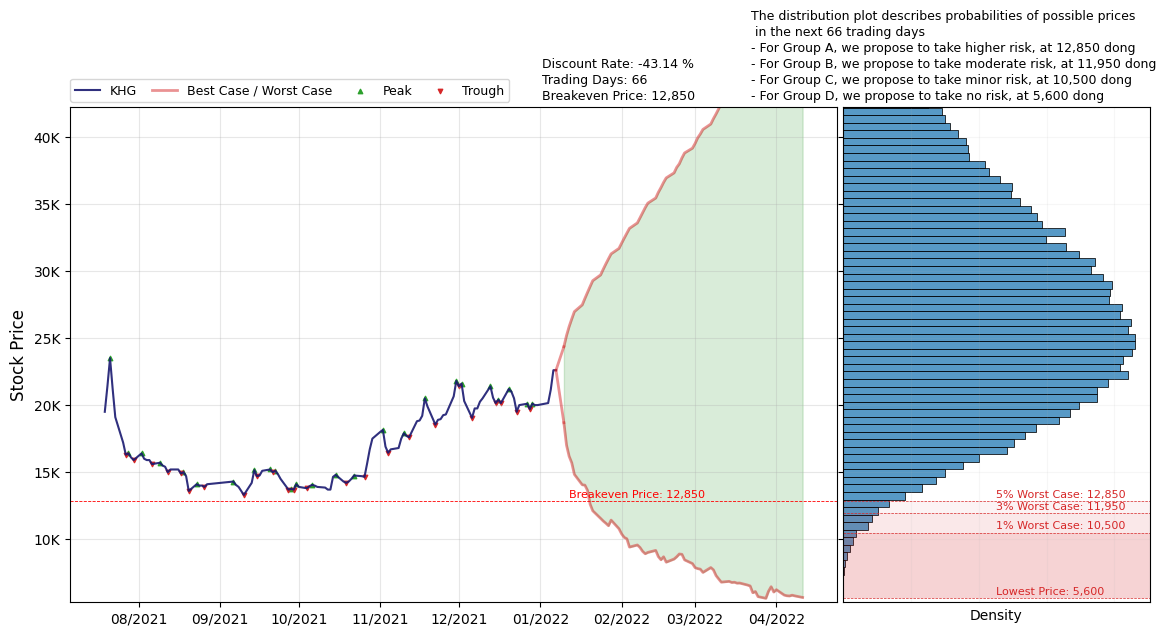 The distribution plot describes probabilities of possible prices
in the next 66 trading days
- For Group A, we propose to take higher risk, at 12,850 dong
- For Group B, we propose to take moderate risk, at 11,950 dong
- For Group C, we propose to take minor risk, at 10,500 dong
- For Group D, we propose to take no risk, at 5,600 dong
Discount Rate: -43.14 %
Trading Days: 66
Breakeven Price: 12,850
KHG Best Case / Worst Case Peak Trough
Stock Price
40K
35K
30K
25K
20K
15K
10K
Breakeven Price: 12,850
5% Worst Case: 12,850
3% Worst Case: 11,950
1% Worst Case: 10,500
Lowest Price: 5,600
08/2021 09/2021 10/2021 11/2021 12/2021 01/2022 02/2022 03/2022 04/2022
Density